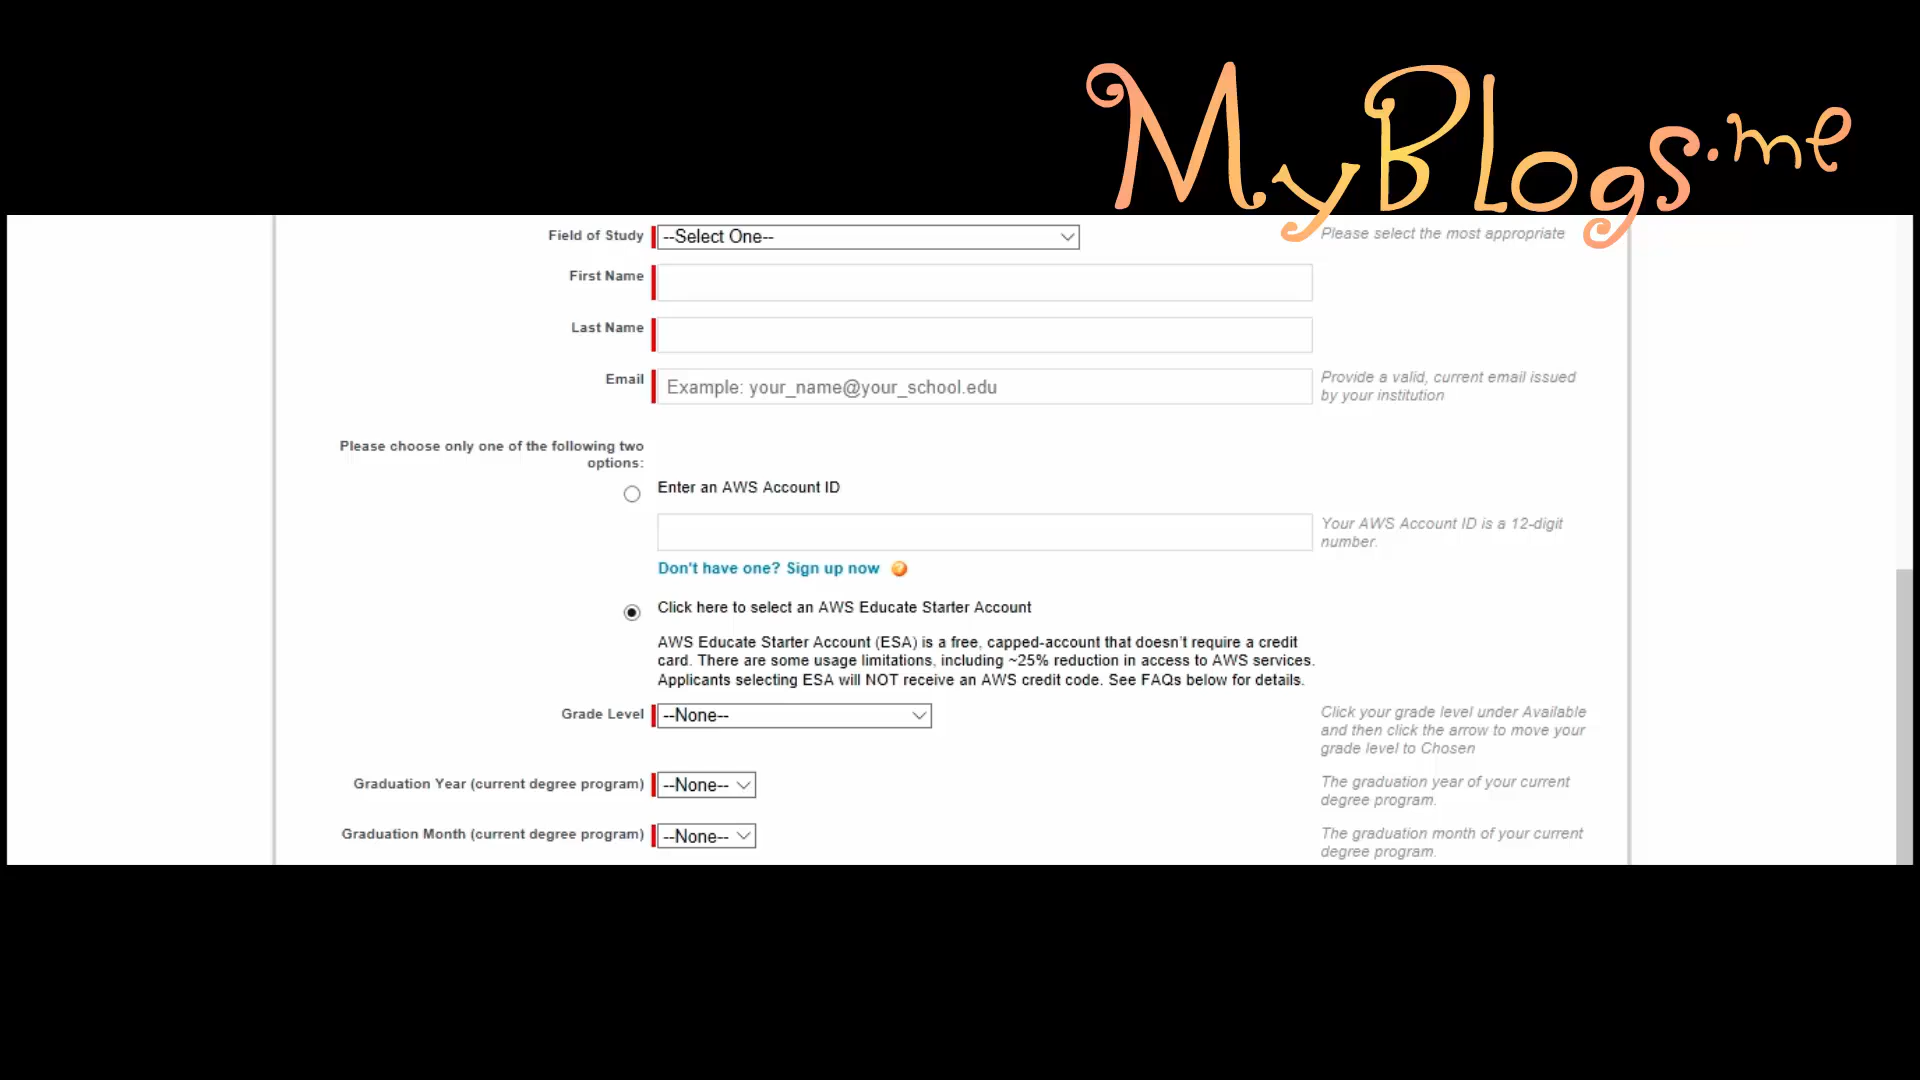 MyBlogs.me
Field of Study --Select One-- Please select the most appropriate
First Name
Last Name
Email Example: your_name@your_school.edu Provide a valid, current email issued
by your institution
Please choose only one of the following two
options:
Enter an AWS Account ID
Your AWS Account ID is a 12-digit
number.
Don't have one? Sign up now ?
Click here to select an AWS Educate Starter Account
AWS Educate Starter Account (ESA) is a free, capped-account that doesn't require a credit
card. There are some usage limitations, including ~25% reduction in access to AWS services.
Applicants selecting ESA will NOT receive an AWS credit code. See FAQs below for details.
Grade Level --None-- Click your grade level under Available
and then click the arrow to move your
grade level to Chosen
Graduation Year (current degree program) --None-- The graduation year of your current
degree program.
Graduation Month (current degree program) --None-- The graduation month of your current
degree program.